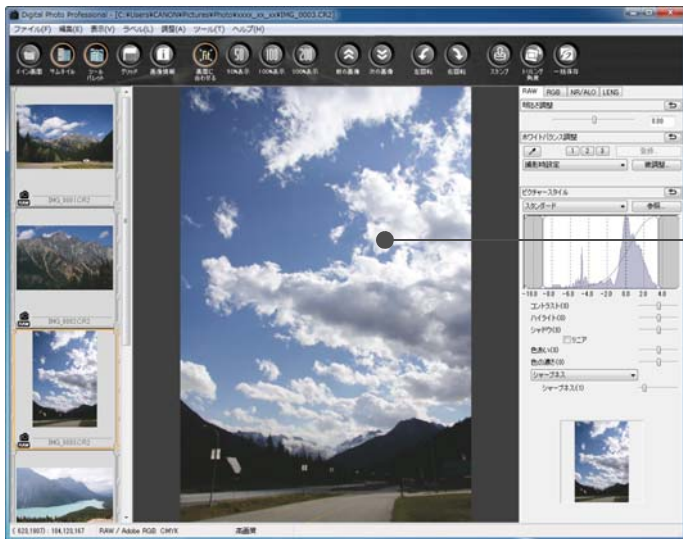 Digital Photo Professional - [C:¥Users¥CANON¥Pictures¥Photo¥xxxx_xx_xx¥IMG_0003.CR2]
ファイル(F) 編集(E) 表示(V) ラベル(L) 調整(A) ツール(T) ヘルプ(H)
fit 50 100 200
メイン画面 サムネイル ツールパレット グリッド 画像情報 画面に合わせる 50%表示 100%表示 200%表示 前の画像 次の画像 左回転 右回転 スタンプ トリミング角度 一括保存
RAW RGB NR/ALO LENS
明るさ調整
0.00
ホワイトバランス調整
1 2 3 登録...
撮影時設定 微調整...
ピクチャースタイル
スタンダード 参照...
-10.0 -8.0 -6.0 -4.0 -2.0 0.0 2.0 4.0
コントラスト(0)
ハイライト(0)
シャドウ(0)
リニア
色あい(0)
色の濃さ(0)
シャープネス
シャープネス(1)
RAW
IMG_0001.CR2
RAW
IMG_0002.CR2
RAW
IMG_0003.CR2
RAW / Adobe RGB CMYK 高画質